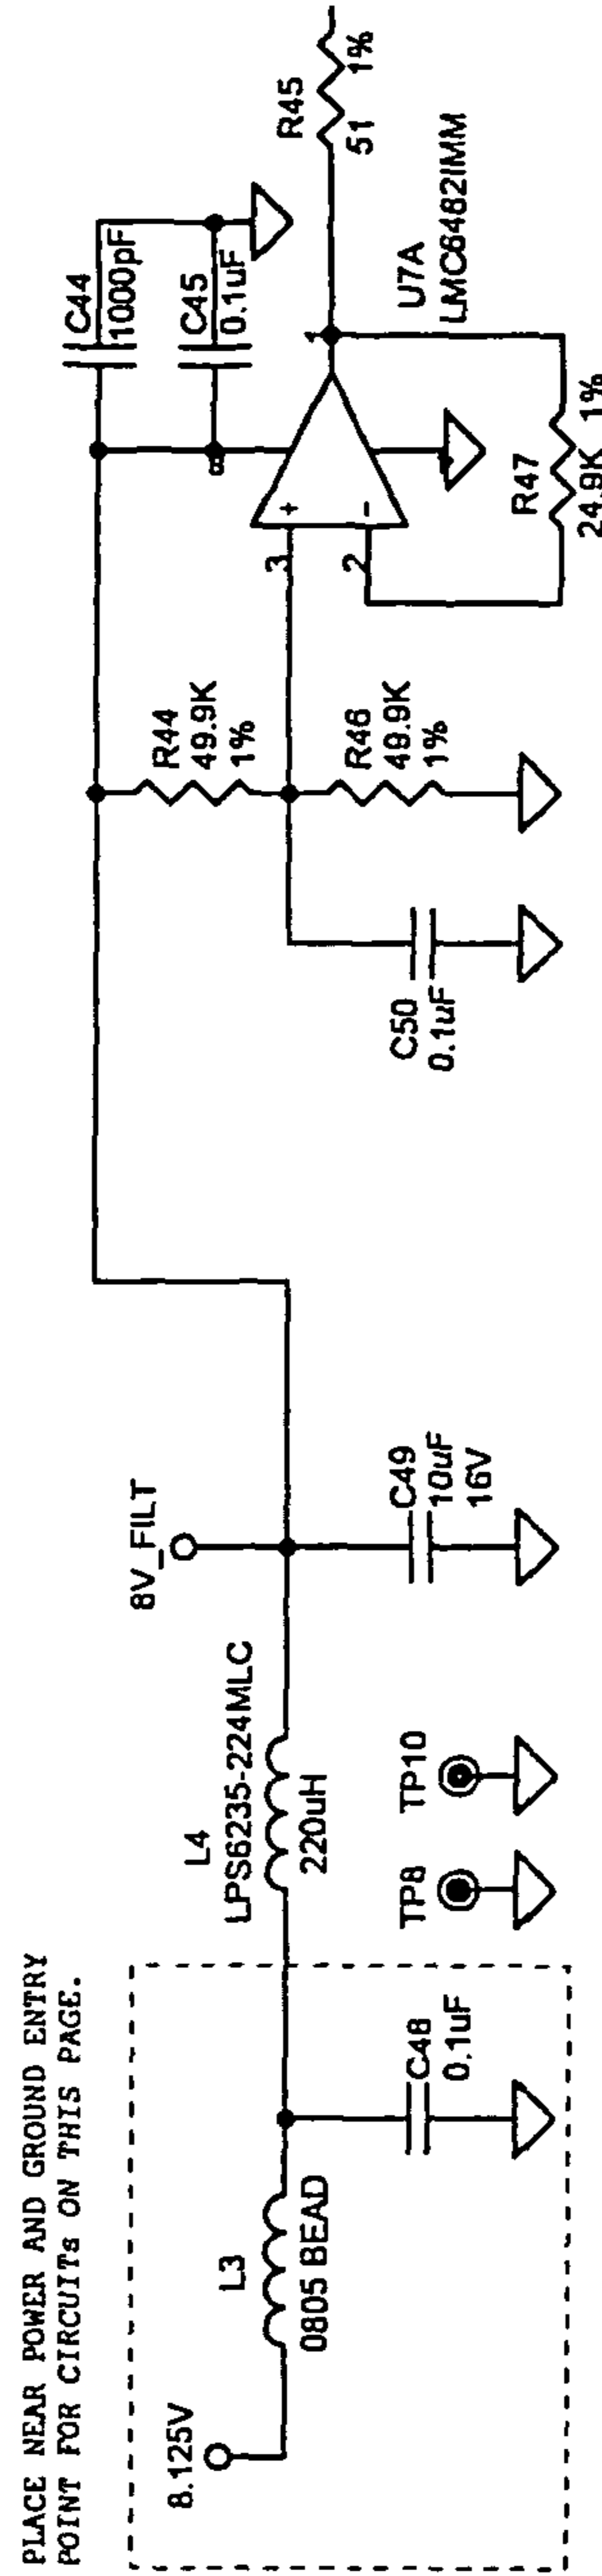 PLACE NEAR POWER AND GROUND ENTRY
POINT FOR CIRCUITs ON THIS PAGE.
8.125V
L3
0805 BEAD
C48
0.1uF
L4
LPS6235-224MLC
220uH
TP8
TP10
8V_FILT
C49
10uF
16V
C50
0.1uF
R44
49.9K
1%
R46
49.9K
1%
3
+
2
-
8
1
C44
1000pF
C45
0.1uF
U7A
LMC6482IMM
R47
24.9K 1%
R45
51 1%